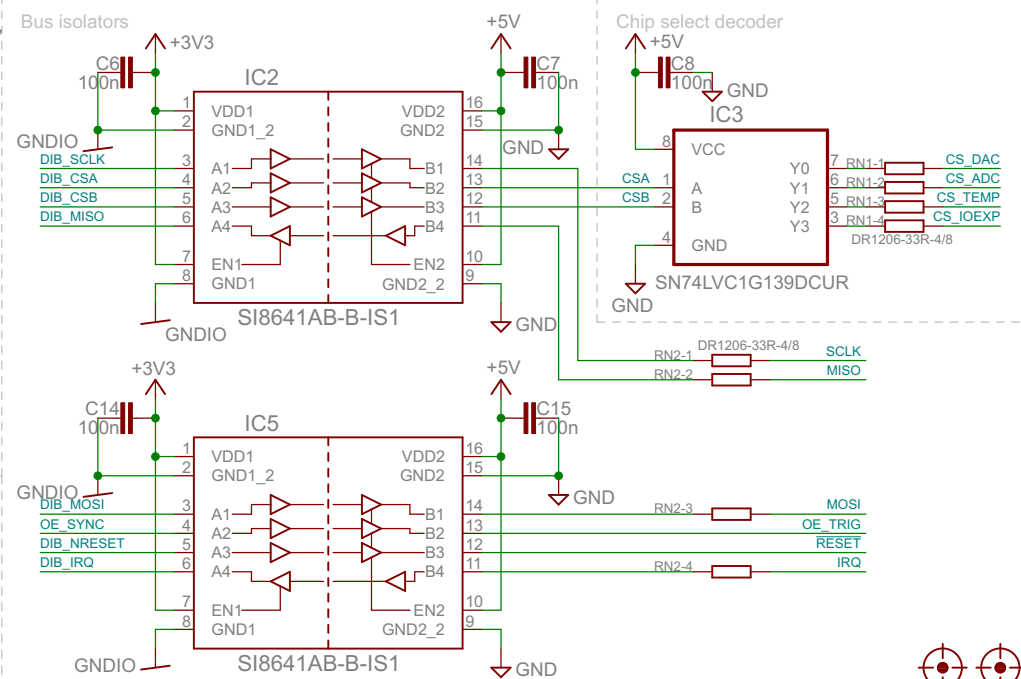 Bus isolators
Chip select decoder
+3V3
+5V
+5V
C6
100n
C7
100n
C8
100n
GND
IC2
IC3
GNDIO
GND
1 VDD1 VDD2 16
2 GND1_2 GND2 15
DIB_SCLK 3 A1 B1 14
DIB_CSA 4 A2 B2 13 CSA
DIB_CSB 5 A3 B3 12 CSB
DIB_MISO 6 A4 B4 11
7 EN1 EN2 10
8 GND1 GND2_2 9
SI8641AB-B-IS1
GNDIO
GND
8 VCC
Y0 7 RN1-1 CS_DAC
1 A Y1 6 RN1-2 CS_ADC
2 B Y2 5 RN1-3 CS_TEMP
Y3 3 RN1-4 CS_IOEXP
4 GND
DR1206-33R-4/8
SN74LVC1G139DCUR
GND
DR1206-33R-4/8
RN2-1 SCLK
RN2-2 MISO
+3V3
+5V
C14
100n
C15
100n
IC5
GNDIO
GND
1 VDD1 VDD2 16
2 GND1_2 GND2 15
DIB_MOSI 3 A1 B1 14 RN2-3 MOSI
OE_SYNC 4 A2 B2 13 OE_TRIG
DIB_NRESET 5 A3 B3 12 RESET
DIB_IRQ 6 A4 B4 11 RN2-4 IRQ
7 EN1 EN2 10
8 GND1 GND2_2 9
SI8641AB-B-IS1
GNDIO
GND